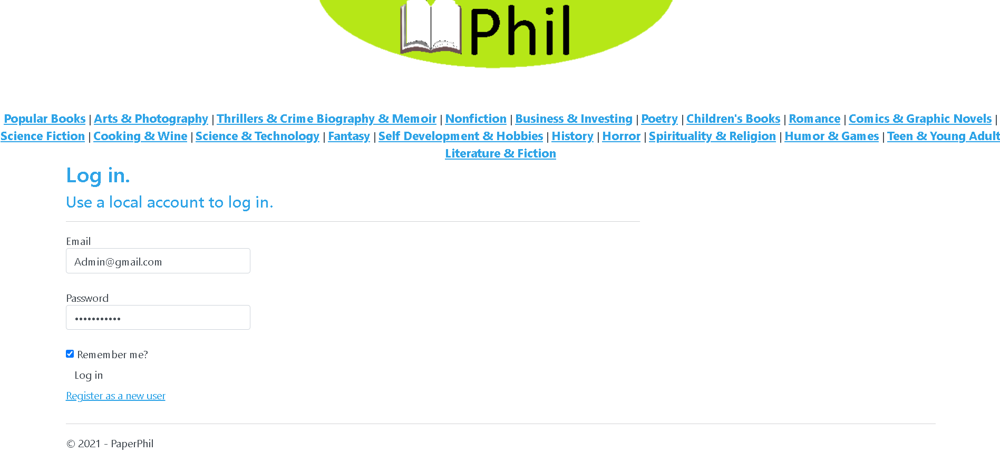 Phil
Popular Books | Arts & Photography | Thrillers & Crime Biography & Memoir | Nonfiction | Business & Investing | Poetry | Children's Books | Romance | Comics & Graphic Novels |
Science Fiction | Cooking & Wine | Science & Technology | Fantasy | Self Development & Hobbies | History | Horror | Spirituality & Religion | Humor & Games | Teen & Young Adult
Literature & Fiction
Log in.
Use a local account to log in.
Email
Admin@gmail.com
Password
•••••••••••
Remember me?
Log in
Register as a new user
© 2021 - PaperPhil